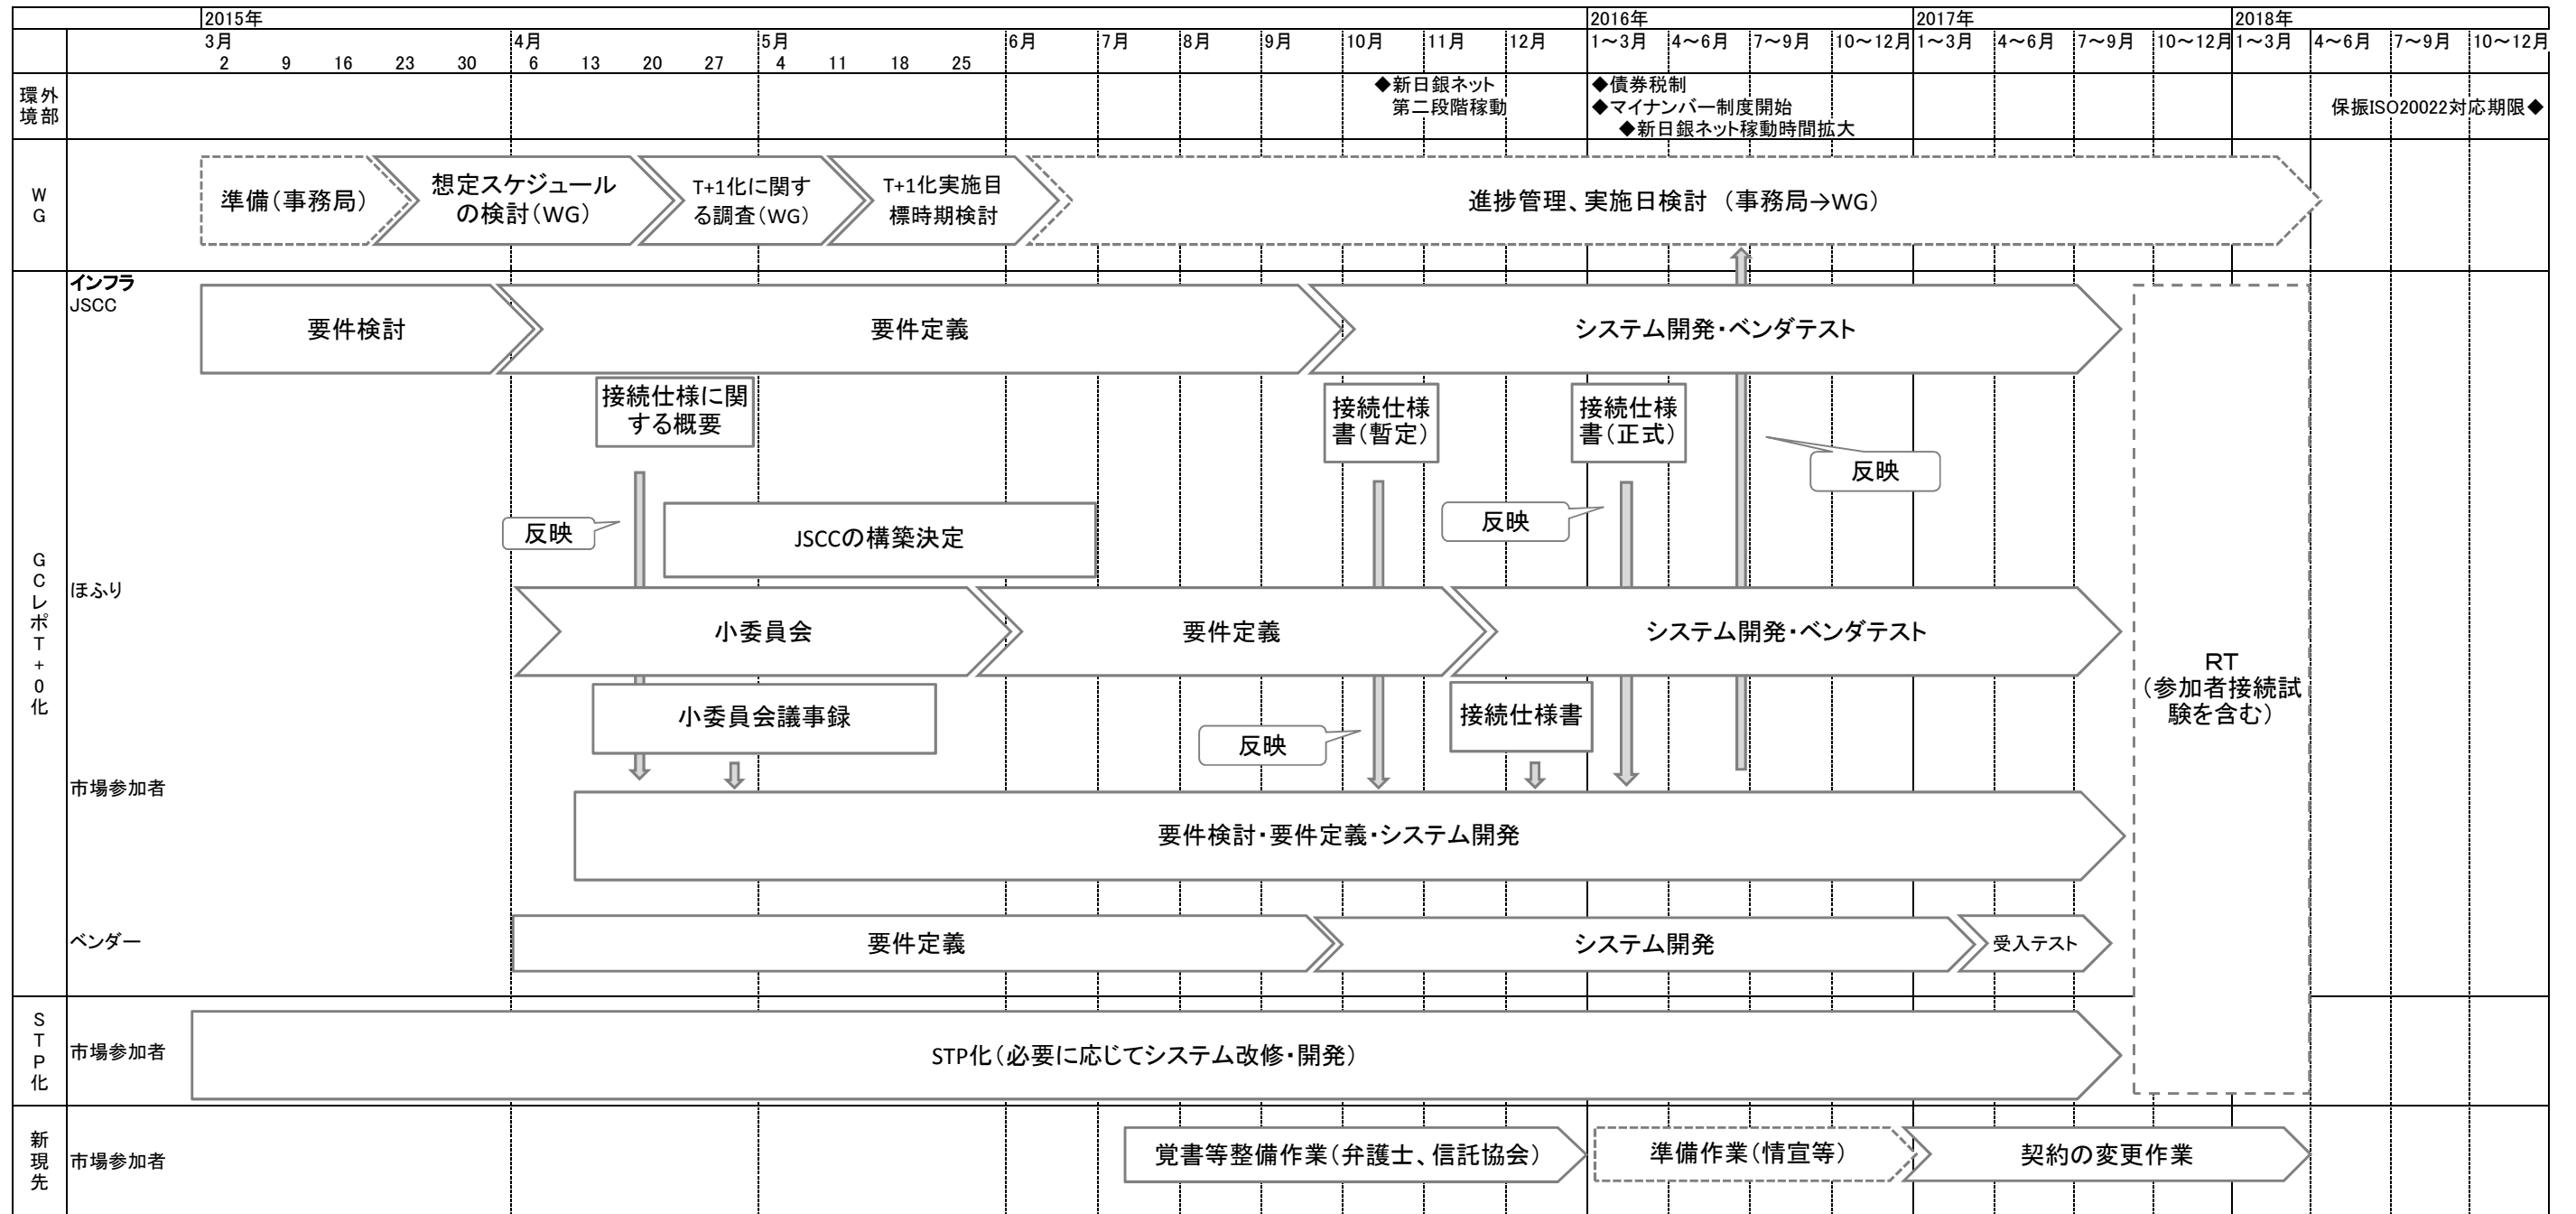 2015年 2016年 2017年 2018年
3月 4月 5月 6月 7月 8月 9月 10月 11月 12月 1～3月 4～6月 7～9月 10～12月 1～3月 4～6月 7～9月 10～12月 1～3月 4～6月 7～9月 10～12月
2 9 16 23 30 6 13 20 27 4 11 18 25
環外
境部
◆新日銀ネット
第二段階稼動
◆債券税制
◆マイナンバー制度開始
◆新日銀ネット稼動時間拡大
保振ISO20022対応期限◆
W
G
準備（事務局）
想定スケジュール
の検討（WG）
T+1化に関す
る調査（WG）
T+1化実施目
標時期検討
進捗管理、実施日検討　（事務局→WG）
G
C
レ
ポ
T
+
0
化
インフラ
JSCC
要件検討
要件定義
システム開発・ベンダテスト
接続仕様に関
する概要
接続仕様
書（暫定）
接続仕様
書（正式）
反映
反映
反映
JSCCの構築決定
ほふり
小委員会
要件定義
システム開発・ベンダテスト
RT
（参加者接続試
験を含む）
小委員会議事録
反映
接続仕様書
市場参加者
要件検討・要件定義・システム開発
ベンダー
要件定義
システム開発
受入テスト
S
T
P
化
市場参加者
STP化（必要に応じてシステム改修・開発）
新
現
先
市場参加者
覚書等整備作業（弁護士、信託協会）
準備作業（情宣等）
契約の変更作業